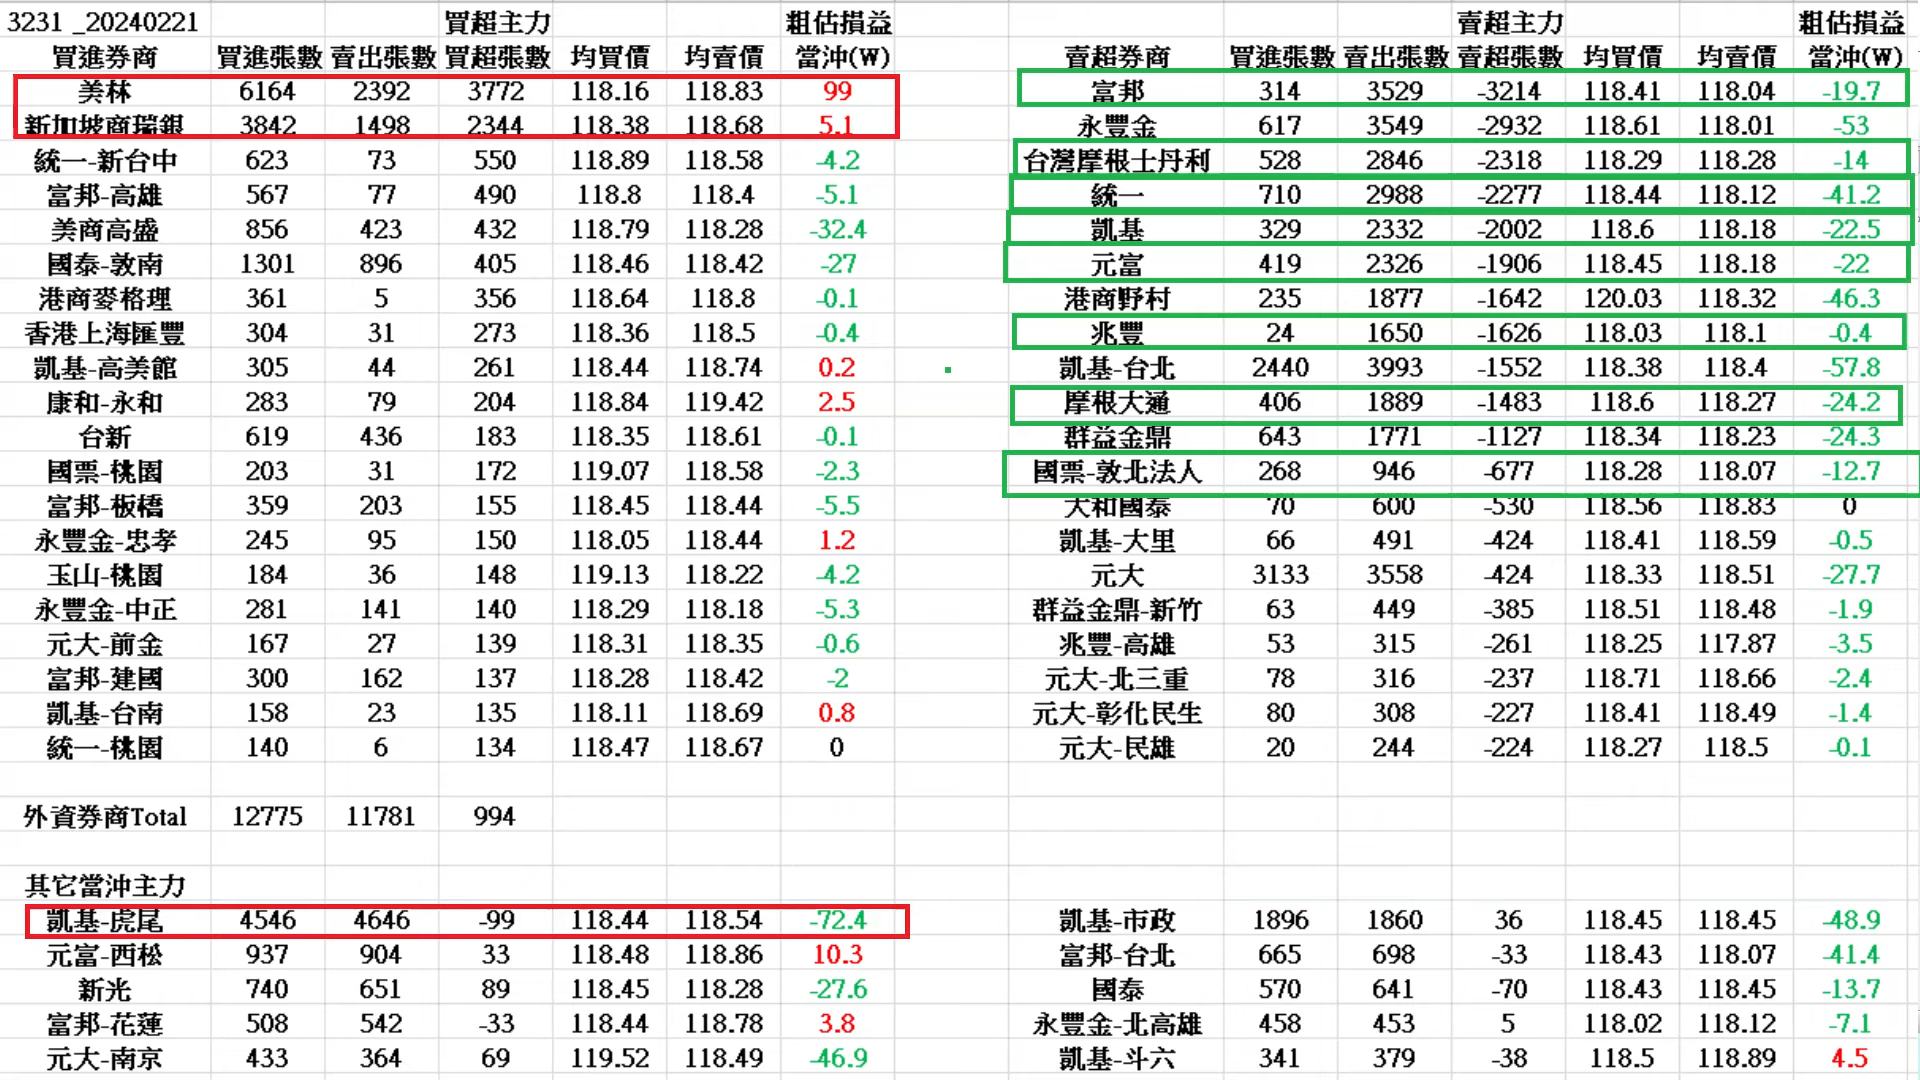 3231 _20240221 買超主力 粗估損益 賣超主力 粗估損益
買進券商 買進張數 賣出張數 買超張數 均買價 均賣價 當沖(W) 賣超券商 買進張數 賣出張數 賣超張數 均買價 均賣價 當沖(W)
美林 6164 2392 3772 118.16 118.83 99 富邦 314 3529 -3214 118.41 118.04 -19.7
新加坡商瑞銀 3842 1498 2344 118.38 118.68 5.1 永豐金 617 3549 -2932 118.61 118.01 -53
統一-新台中 623 73 550 118.89 118.58 -4.2 台灣摩根士丹利 528 2846 -2318 118.29 118.28 -14
富邦-高雄 567 77 490 118.8 118.4 -5.1 統一 710 2988 -2277 118.44 118.12 -41.2
美商高盛 856 423 432 118.79 118.28 -32.4 凱基 329 2332 -2002 118.6 118.18 -22.5
國泰-敦南 1301 896 405 118.46 118.42 -27 元富 419 2326 -1906 118.45 118.18 -22
港商麥格理 361 5 356 118.64 118.8 -0.1 港商野村 235 1877 -1642 120.03 118.32 -46.3
香港上海匯豐 304 31 273 118.36 118.5 -0.4 兆豐 24 1650 -1626 118.03 118.1 -0.4
凱基-高美館 305 44 261 118.44 118.74 0.2 凱基-台北 2440 3993 -1552 118.38 118.4 -57.8
康和-永和 283 79 204 118.84 119.42 2.5 摩根大通 406 1889 -1483 118.6 118.27 -24.2
台新 619 436 183 118.35 118.61 -0.1 群益金鼎 643 1771 -1127 118.34 118.23 -24.3
國票-桃園 203 31 172 119.07 118.58 -2.3 國票-敦北法人 268 946 -677 118.28 118.07 -12.7
富邦-板橋 359 203 155 118.45 118.44 -5.5 大和國泰 70 600 -530 118.56 118.83 0
永豐金-忠孝 245 95 150 118.05 118.44 1.2 凱基-大里 66 491 -424 118.41 118.59 -0.5
玉山-桃園 184 36 148 119.13 118.22 -4.2 元大 3133 3558 -424 118.33 118.51 -27.7
永豐金-中正 281 141 140 118.29 118.18 -5.3 群益金鼎-新竹 63 449 -385 118.51 118.48 -1.9
元大-前金 167 27 139 118.31 118.35 -0.6 兆豐-高雄 53 315 -261 118.25 117.87 -3.5
富邦-建國 300 162 137 118.28 118.42 -2 元大-北三重 78 316 -237 118.71 118.66 -2.4
凱基-台南 158 23 135 118.11 118.69 0.8 元大-彰化民生 80 308 -227 118.41 118.49 -1.4
統一-桃園 140 6 134 118.47 118.67 0 元大-民雄 20 244 -224 118.27 118.5 -0.1
外資券商Total 12775 11781 994
其它當沖主力
凱基-虎尾 4546 4646 -99 118.44 118.54 -72.4 凱基-市政 1896 1860 36 118.45 118.45 -48.9
元富-西松 937 904 33 118.48 118.86 10.3 富邦-台北 665 698 -33 118.43 118.07 -41.4
新光 740 651 89 118.45 118.28 -27.6 國泰 570 641 -70 118.43 118.45 -13.7
富邦-花蓮 508 542 -33 118.44 118.78 3.8 永豐金-北高雄 458 453 5 118.02 118.12 -7.1
元大-南京 433 364 69 119.52 118.49 -46.9 凱基-斗六 341 379 -38 118.5 118.89 4.5